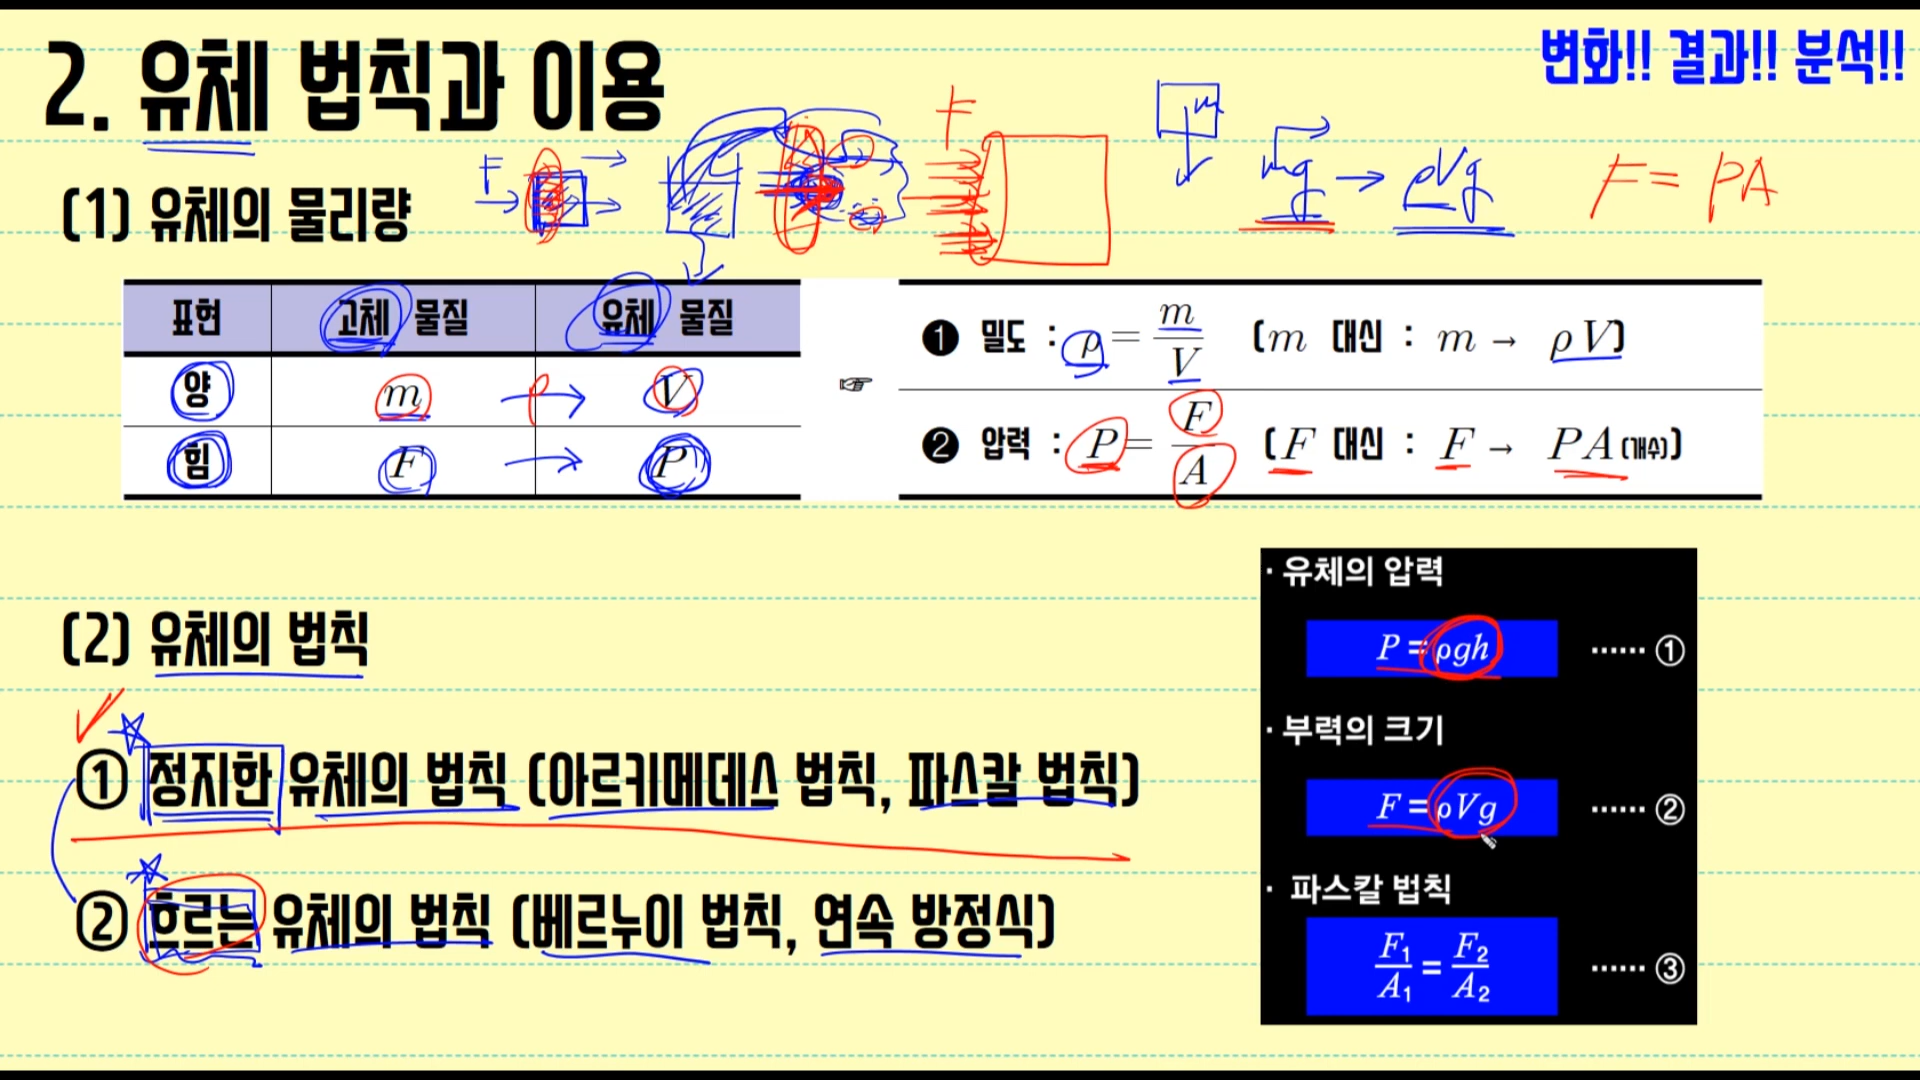 변화!! 결과!! 분석!!
2. 유체 법칙과 이용
F
F
m
mg → ρVg
F = PA
(1) 유체의 물리량
표현 고체 물질 유체 물질
양 m ρ → V
힘 F → P
☞
❶ 밀도 : ρ = m/V (m 대신 : m → ρV)
❷ 압력 : P = F/A (F 대신 : F → PA(개수))
(2) 유체의 법칙
① 정지한 유체의 법칙 (아르키메데스 법칙, 파스칼 법칙)
② 흐르는 유체의 법칙 (베르누이 법칙, 연속 방정식)
· 유체의 압력
P = ρgh …… ①
· 부력의 크기
F = ρVg …… ②
· 파스칼 법칙
F₁/A₁ = F₂/A₂ …… ③